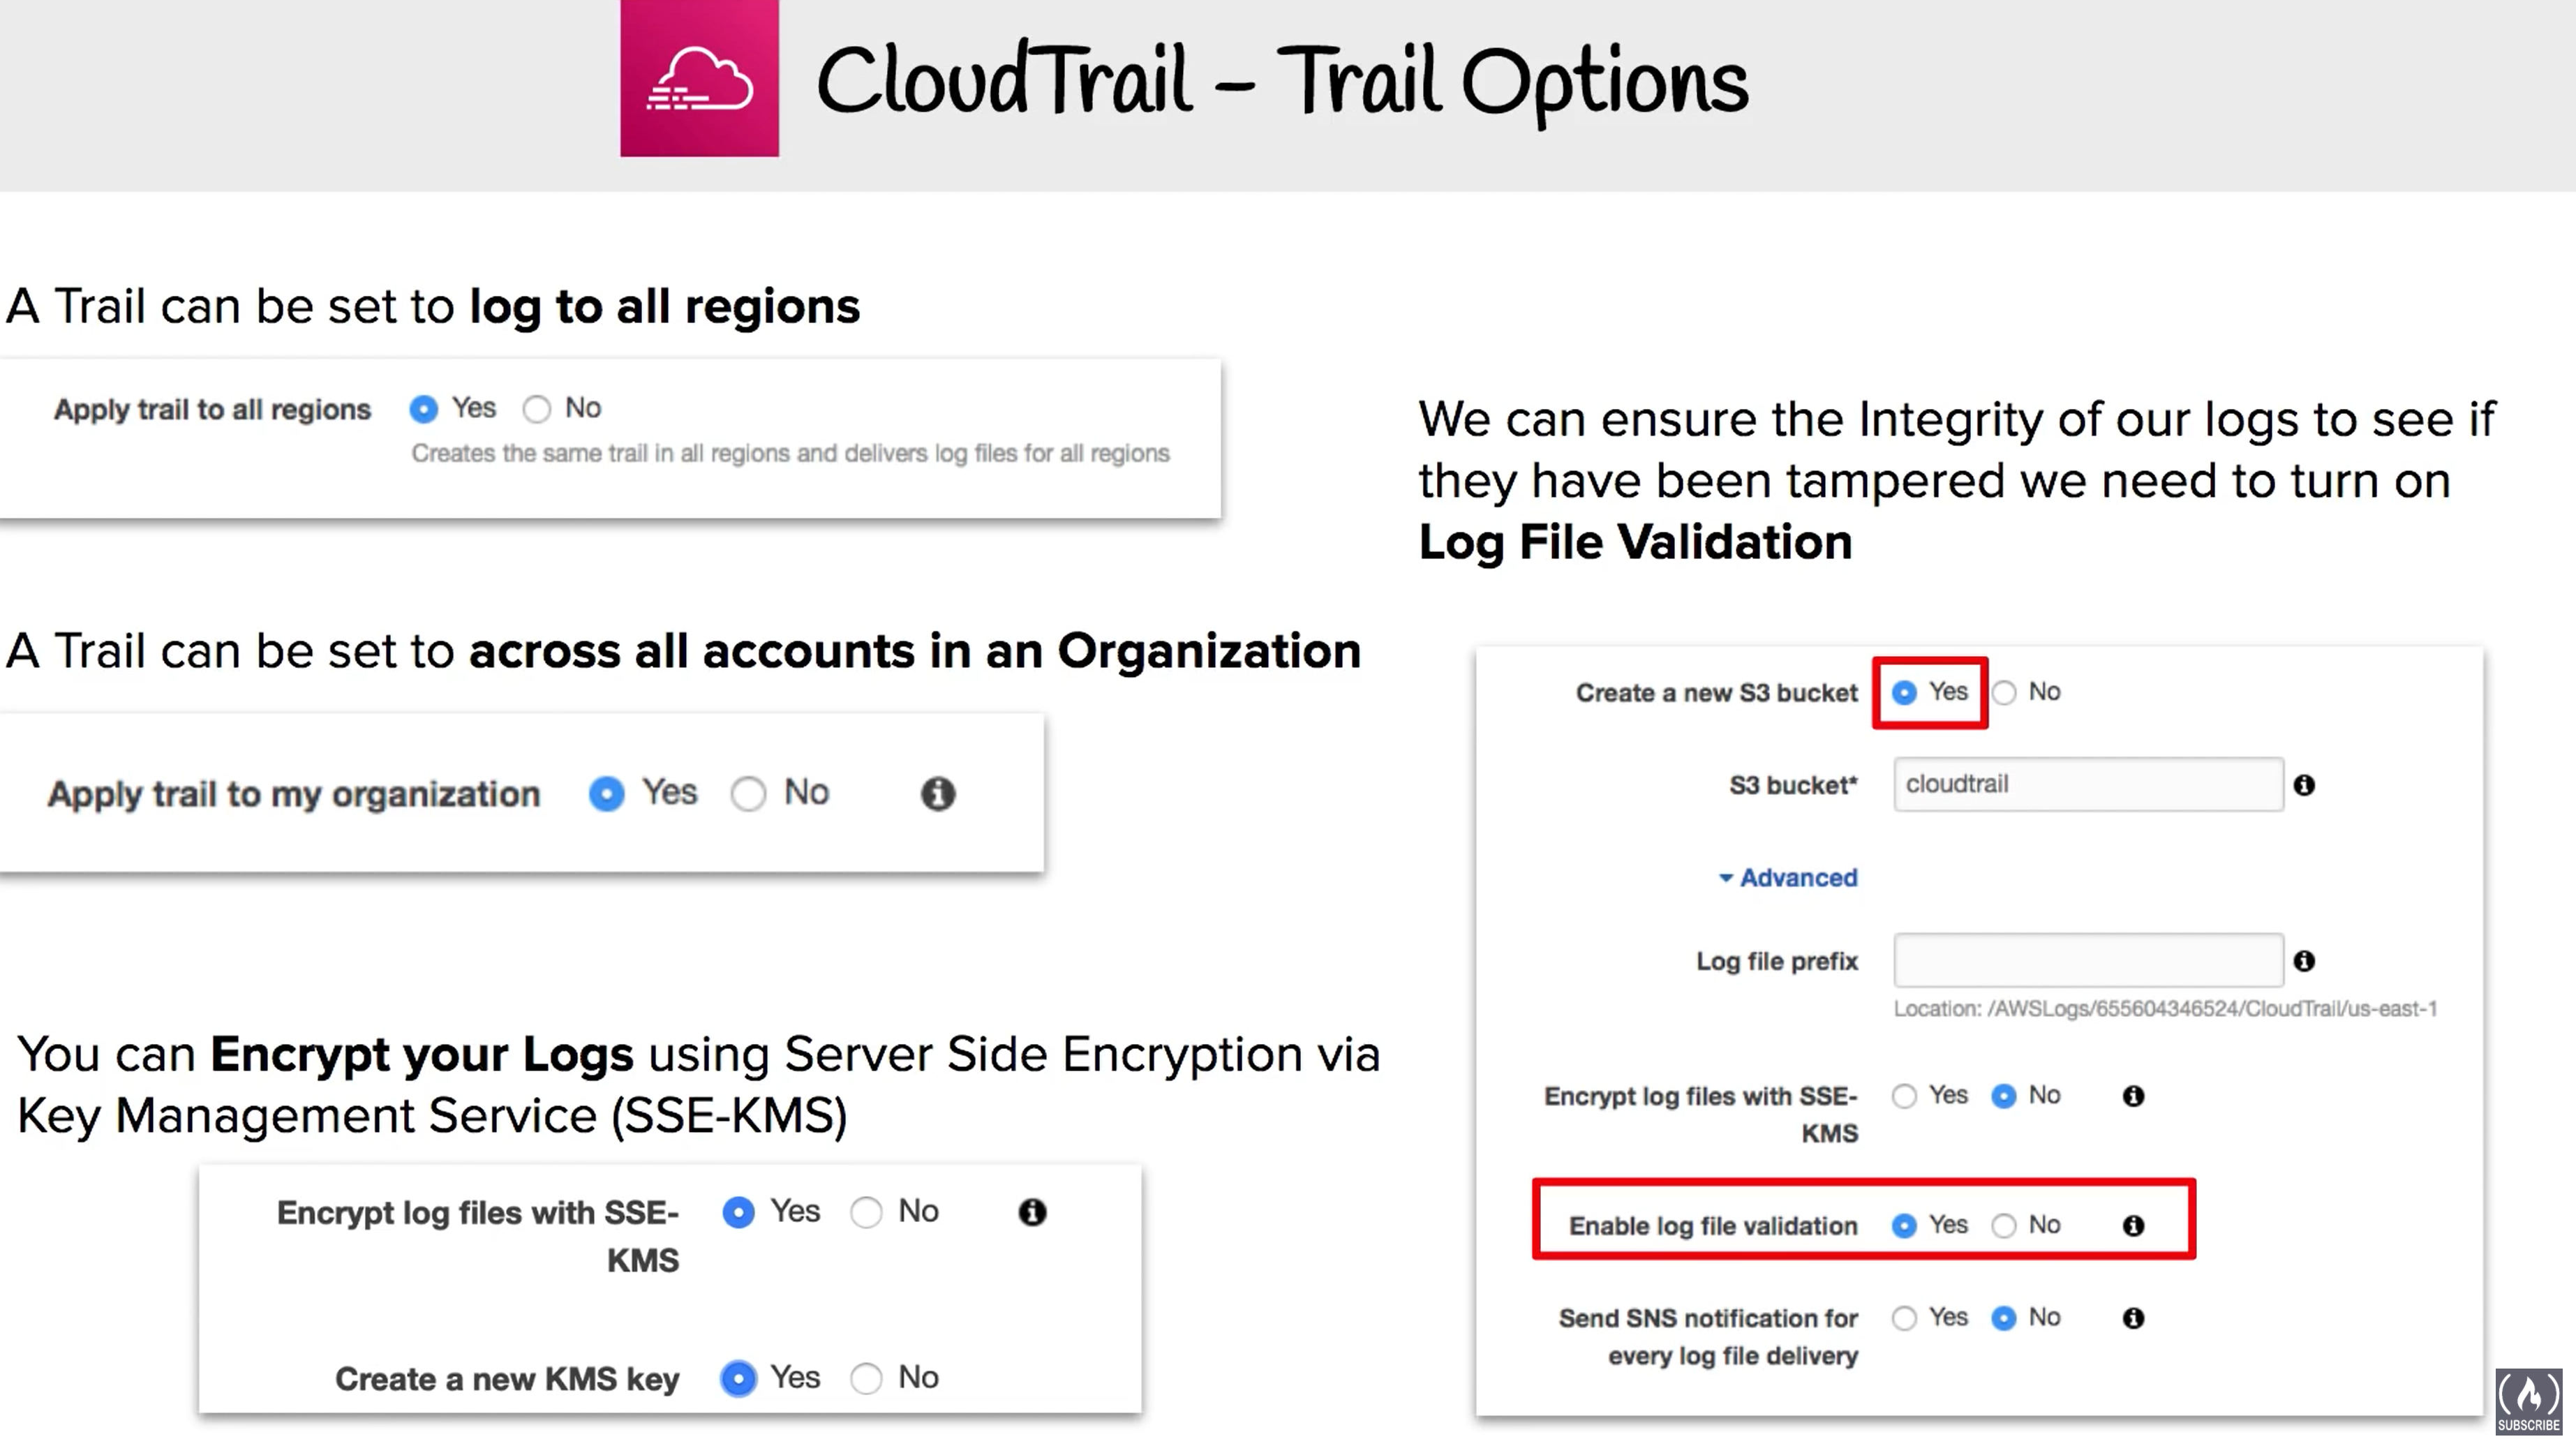 CloudTrail – Trail Options
A Trail can be set to log to all regions
Apply trail to all regions Yes No
Creates the same trail in all regions and delivers log files for all regions
A Trail can be set to across all accounts in an Organization
Apply trail to my organization Yes No
You can Encrypt your Logs using Server Side Encryption via
Key Management Service (SSE-KMS)
Encrypt log files with SSE- Yes No
KMS
Create a new KMS key Yes No
We can ensure the Integrity of our logs to see if
they have been tampered we need to turn on
Log File Validation
Create a new S3 bucket Yes No
S3 bucket* cloudtrail
Advanced
Log file prefix
Location: /AWSLogs/655604346524/CloudTrail/us-east-1
Encrypt log files with SSE- Yes No
KMS
Enable log file validation Yes No
Send SNS notification for Yes No
every log file delivery
SUBSCRIBE